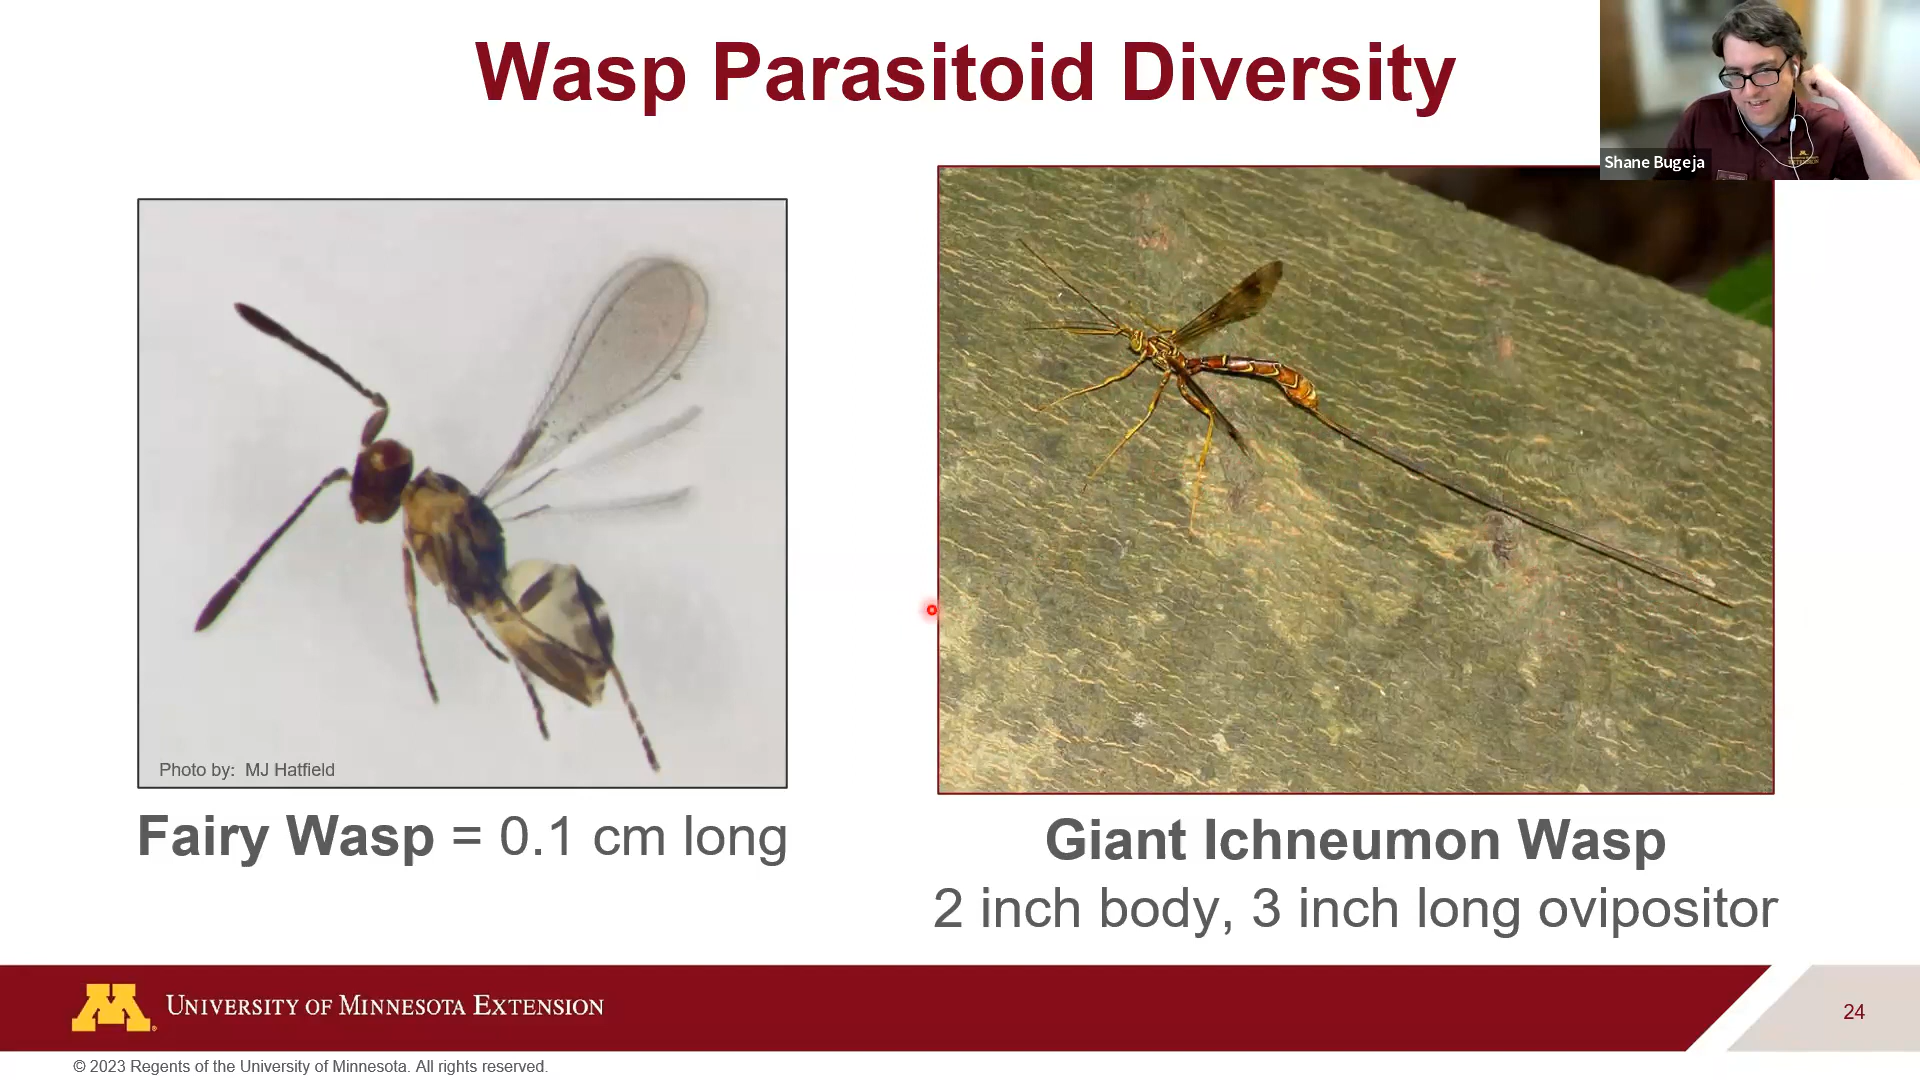 Wasp Parasitoid Diversity
Shane Bugeja
Photo by: MJ Hatfield
Fairy Wasp = 0.1 cm long
Giant Ichneumon Wasp
2 inch body, 3 inch long ovipositor
M
UNIVERSITY OF MINNESOTA EXTENSION
24
© 2023 Regents of the University of Minnesota. All rights reserved.